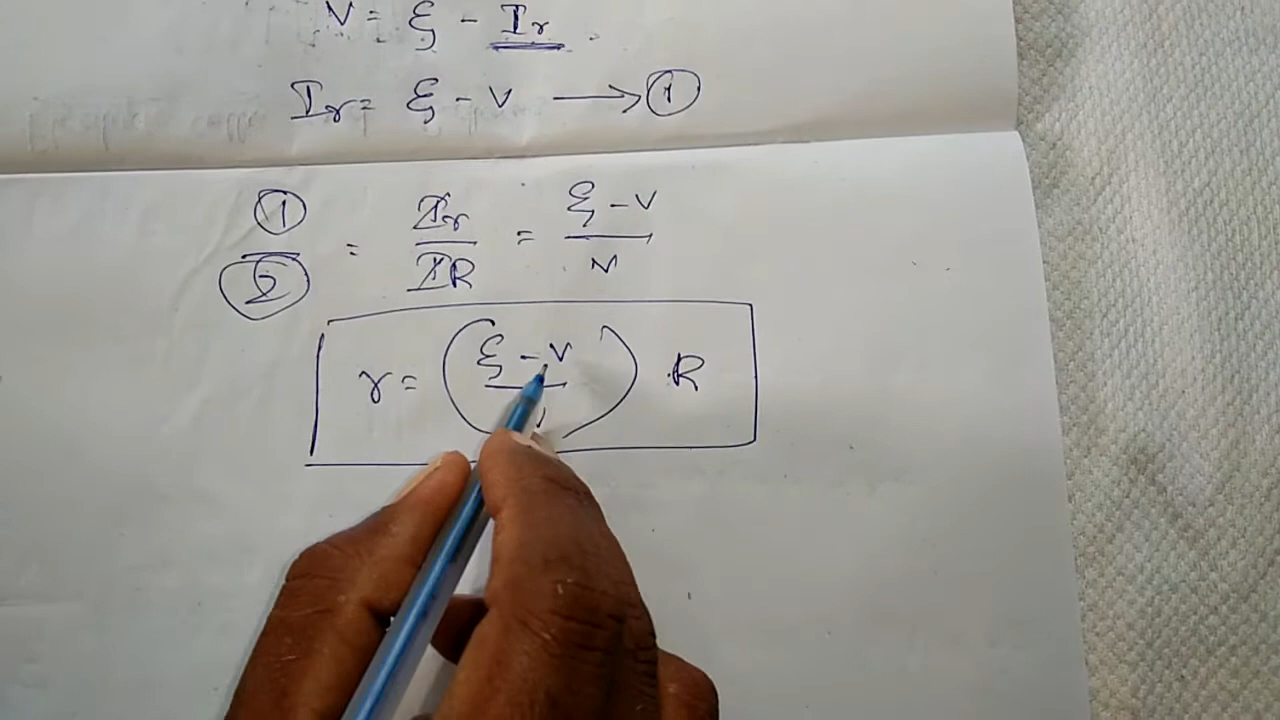 V = ξ - Ir
Ir = ξ - V → ①
①/② = Ir/IR = ξ - V/V
r = (ξ - V/V) R